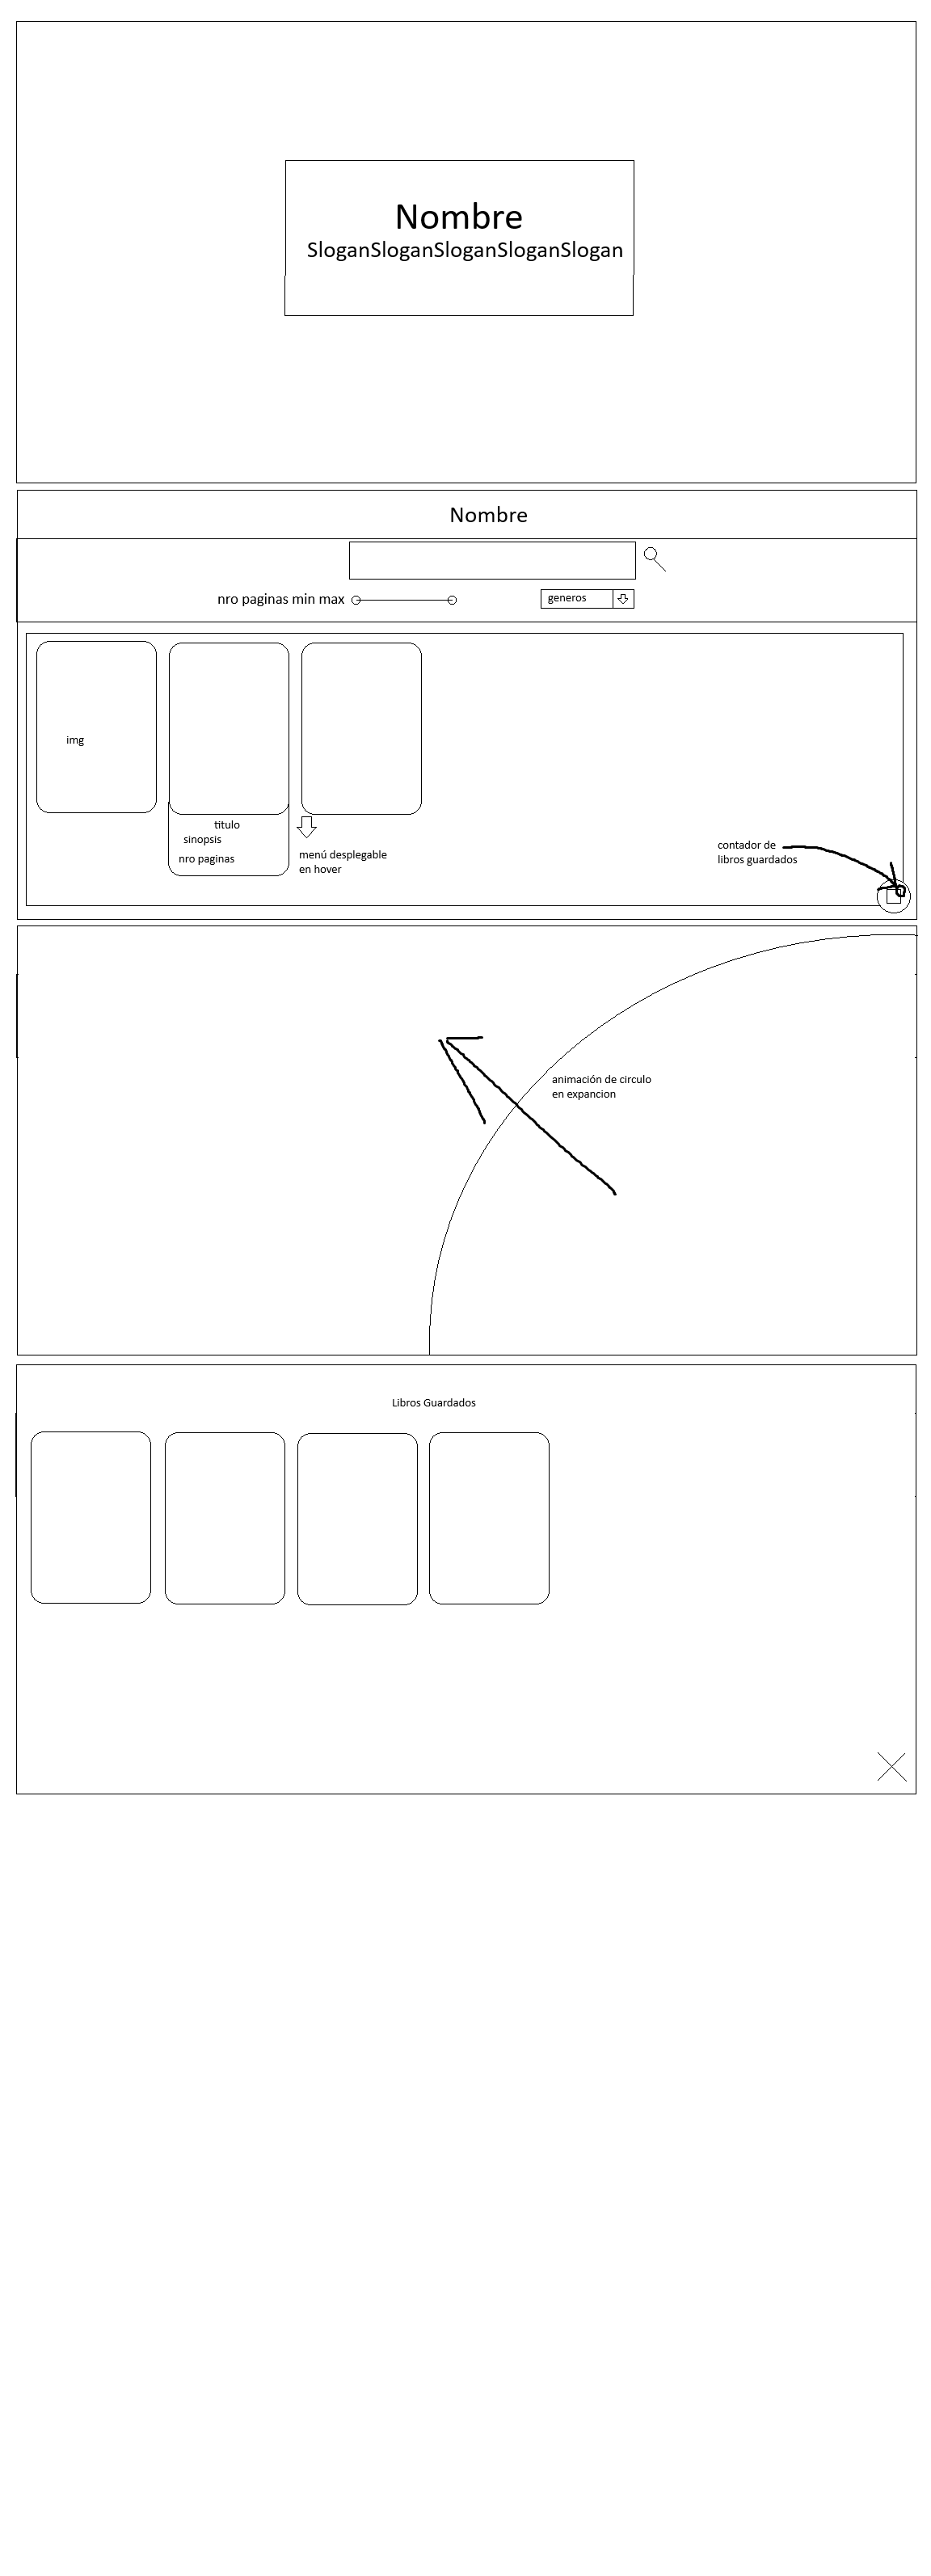 Nombre
SloganSloganSloganSloganSlogan
Nombre
nro paginas min max
generos
img
titulo
sinopsis
nro paginas
menú desplegable
en hover
contador de
libros guardados
animación de circulo
en expancion
Libros Guardados